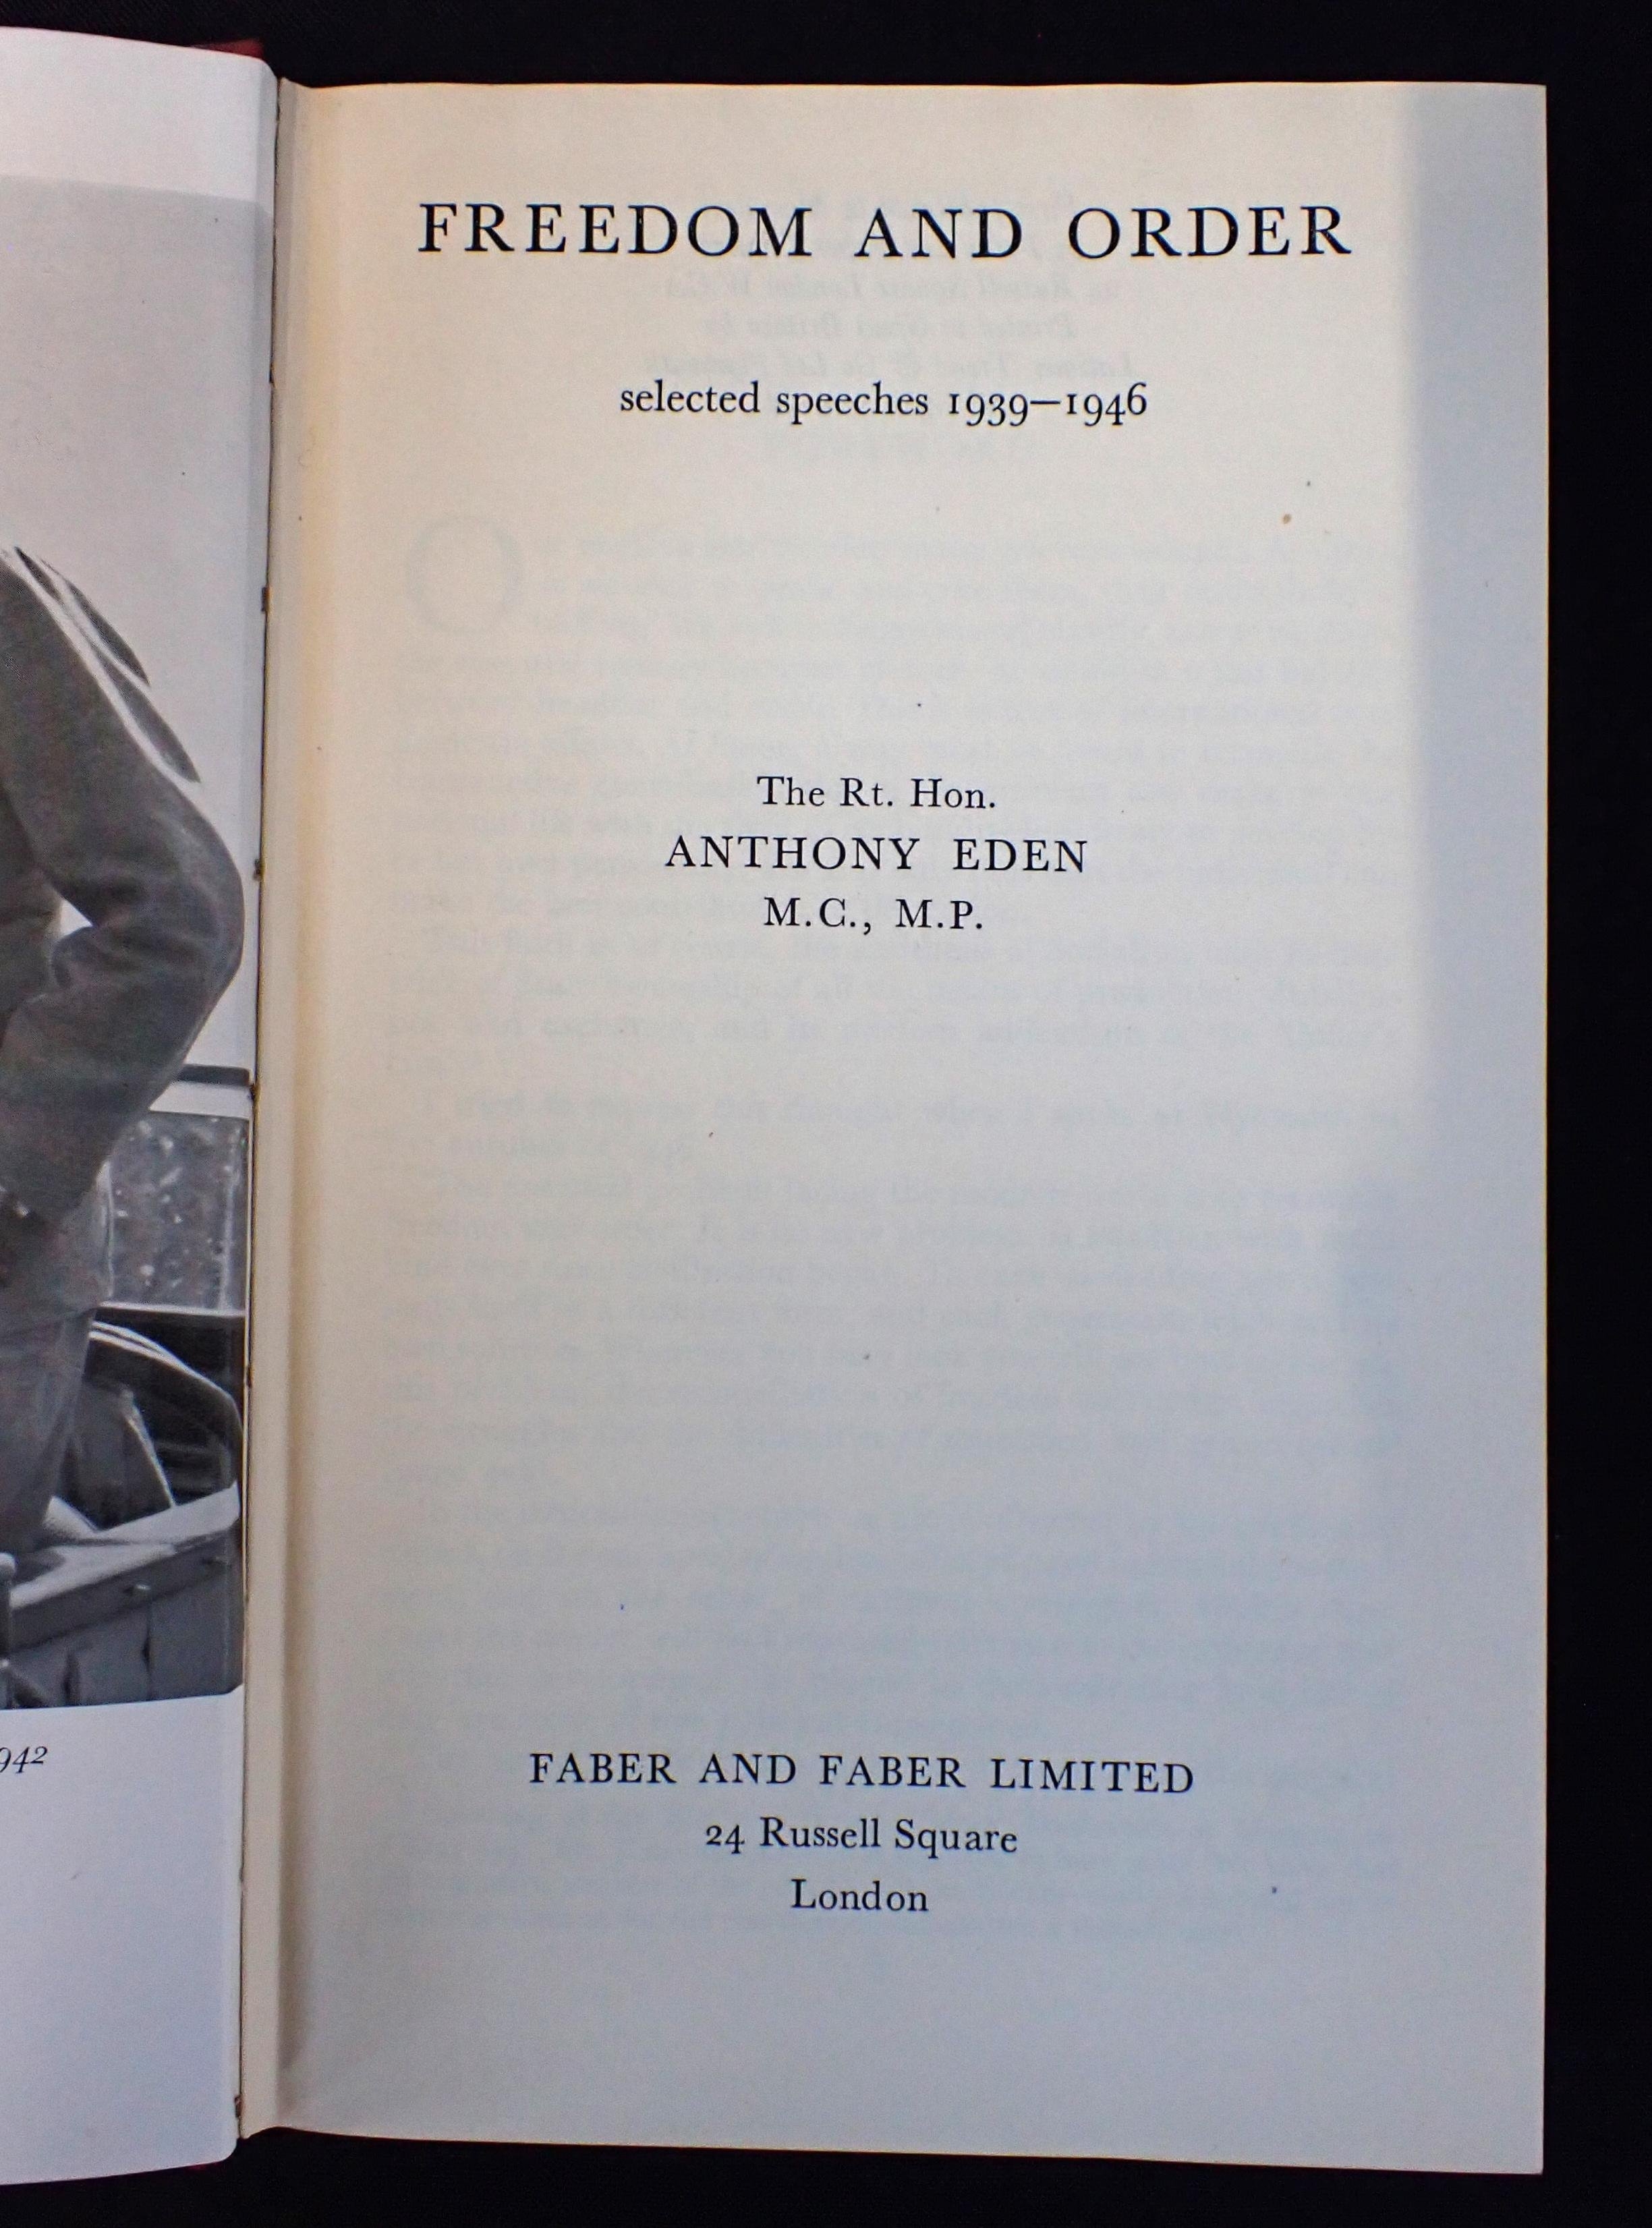 FREEDOM AND ORDER
selected speeches 1939–1946
The Rt. Hon.
ANTHONY EDEN
M.C., M.P.
FABER AND FABER LIMITED
24 Russell Square
London
942